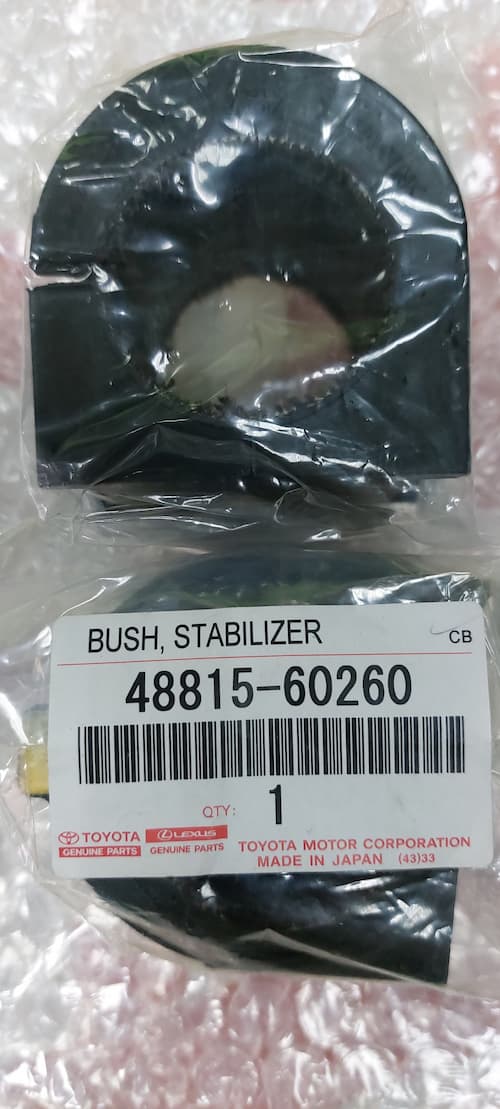 BUSH, STABILIZER CB
48815-60260
QTY: 1
TOYOTA LEXUS
GENUINE PARTS GENUINE PARTS
TOYOTA MOTOR CORPORATION
MADE IN JAPAN (43)33